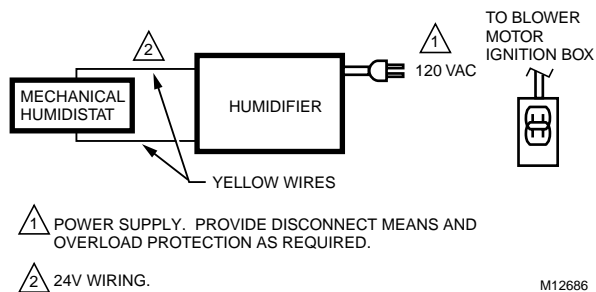 TO BLOWER
MOTOR
IGNITION BOX
2
1
120 VAC
MECHANICAL
HUMIDISTAT
HUMIDIFIER
YELLOW WIRES
1 POWER SUPPLY. PROVIDE DISCONNECT MEANS AND
OVERLOAD PROTECTION AS REQUIRED.
2 24V WIRING.
M12686